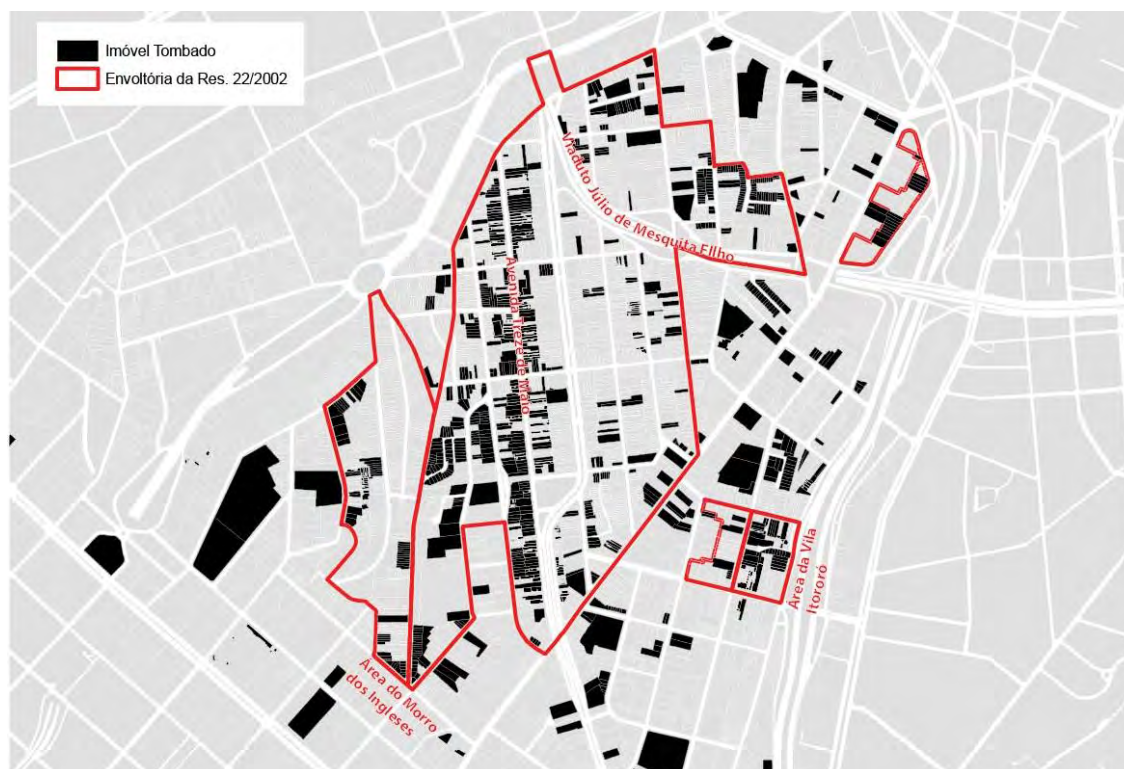 Imóvel Tombado
Envoltória da Res. 22/2002
Viaduto Júlio de Mesquita FIlho
Avenida Treze de Maio
Área da Vila
Itororó
Área do Morro
dos Ingleses